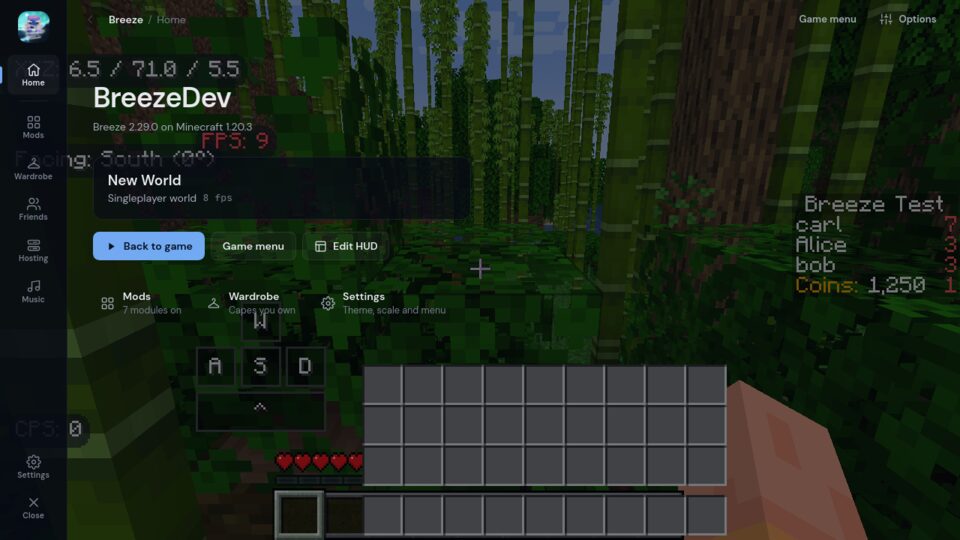 Breeze / Home
Game menu
Options
XYZ: 6.5 / 71.0 / 5.5
Home
BreezeDev
Breeze 2.29.0 on Minecraft 1.20.3
Mods
FPS: 9
Facing: South (0°)
Wardrobe
New World
Singleplayer world 8 fps
Friends
Breeze Test
carl 7
Alice 3
bob 3
Coins: 1,250 1
Back to game
Game menu
Edit HUD
Hosting
Music
Mods
7 modules on
Wardrobe
Capes you own
Settings
Theme, scale and menu
W
A S D
^
CPS: 0
Settings
Close